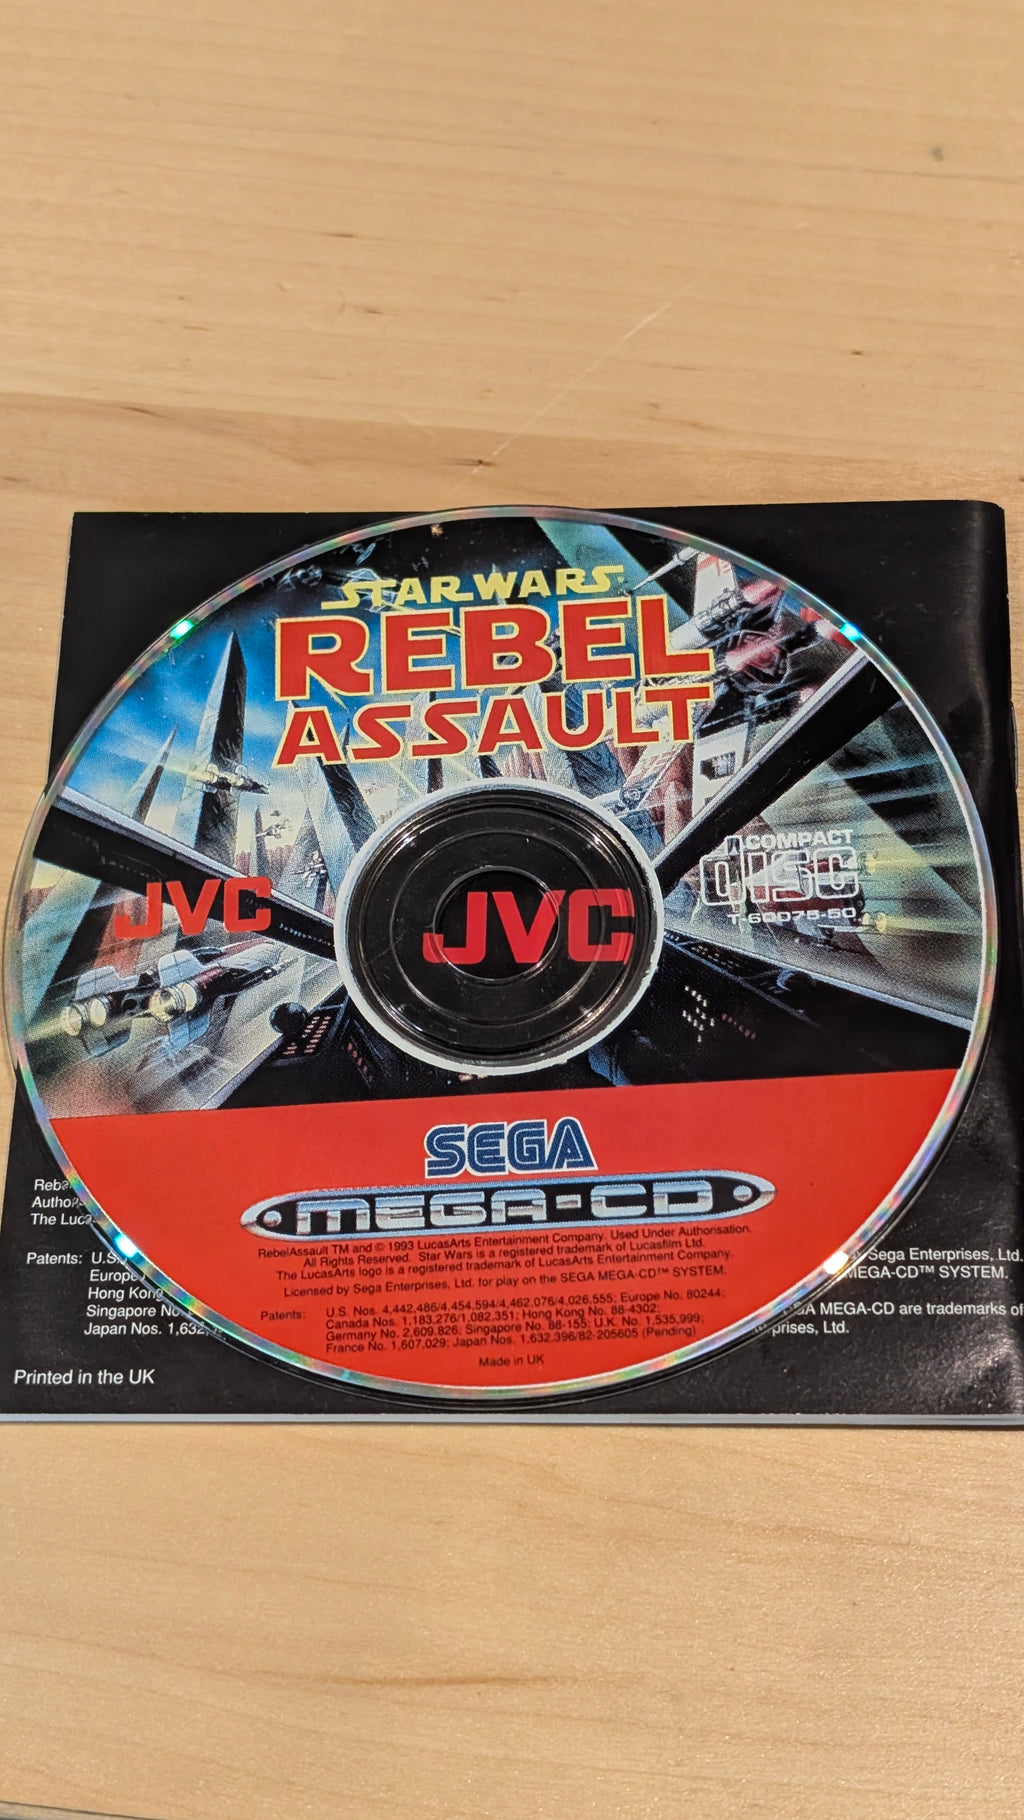 STAR WARS
REBEL
ASSAULT
COMPACT
disc
T-60D75-50
JVC
JVC
SEGA
MEGA-CD
RebelAssault TM and © 1993 LucasArts Entertainment Company. Used Under Authorisation.
All Rights Reserved. Star Wars is a registered trademark of Lucasfilm Ltd.
The LucasArts logo is a registered trademark of LucasArts Entertainment Company.
Licensed by Sega Enterprises, Ltd. for play on the SEGA MEGA-CD™ SYSTEM.
Patents: U.S. Nos. 4,442,486/4,454,594/4,462,076/4,026,555; Europe No. 80244;
Canada Nos. 1,183,276/1,082,351; Hong Kong No. 88-4302;
Germany No. 2,609,826; Singapore No. 88-155; U.K. No. 1,535,999;
France No. 1,607,029; Japan Nos. 1,632,396/82-205605 (Pending)
Made in UK
The
Patents: U.S.
Europe
Hong Kong
Singapore No.
Japan Nos. 1,632,
Sega Enterprises, Ltd.
MEGA-CD™ SYSTEM.
MEGA-CD are trademarks of
Ltd.
Printed in the UK